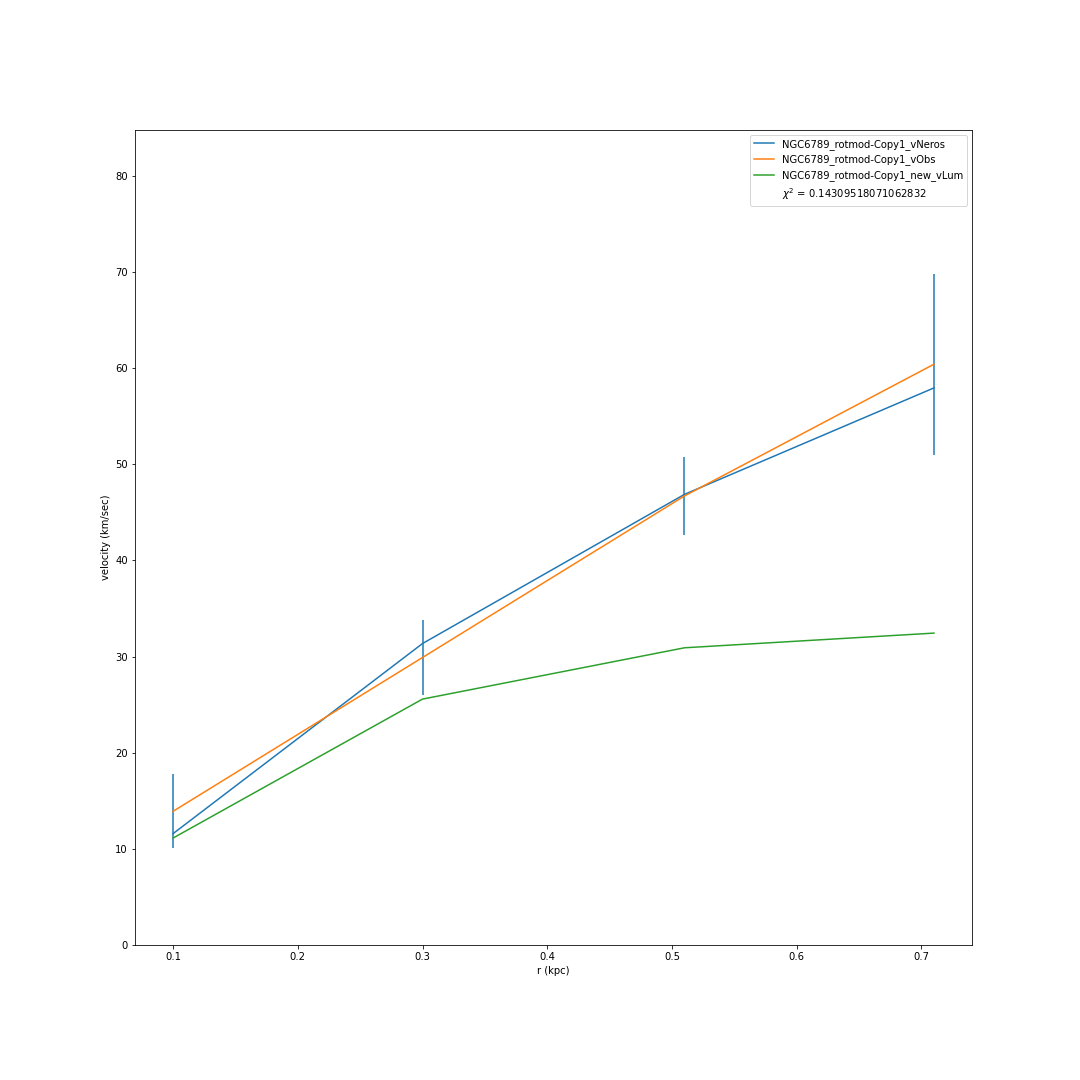 NGC6789_rotmod-Copy1_vNeros
NGC6789_rotmod-Copy1_vObs
NGC6789_rotmod-Copy1_new_vLum
χ² = 0.14309518071062832
80
70
60
50
40
30
20
10
0
velocity (km/sec)
0.1 0.2 0.3 0.4 0.5 0.6 0.7
r (kpc)